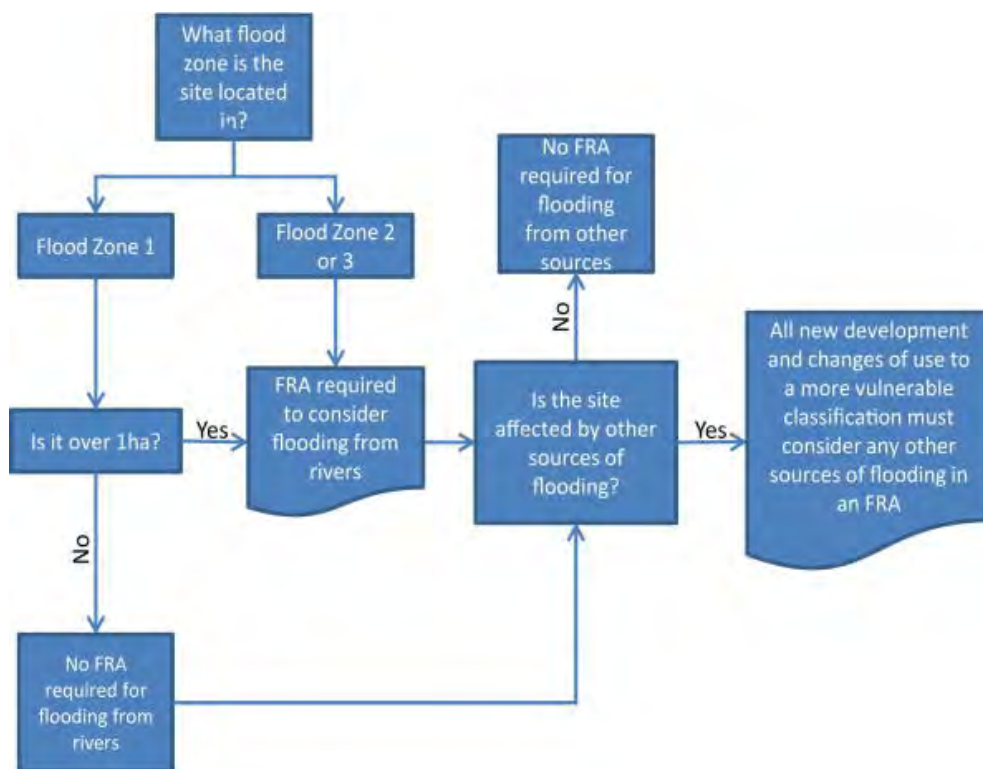 What flood
zone is the
site located
in?
Flood Zone 1
Flood Zone 2
or 3
No FRA
required for
flooding
from other
sources
Is it over 1ha?
Yes
FRA required
to consider
flooding from
rivers
Is the site
affected by other
sources of
flooding?
No
Yes
All new development
and changes of use to
a more vulnerable
classification must
consider any other
sources of flooding in
an FRA
No
No FRA
required for
flooding from
rivers